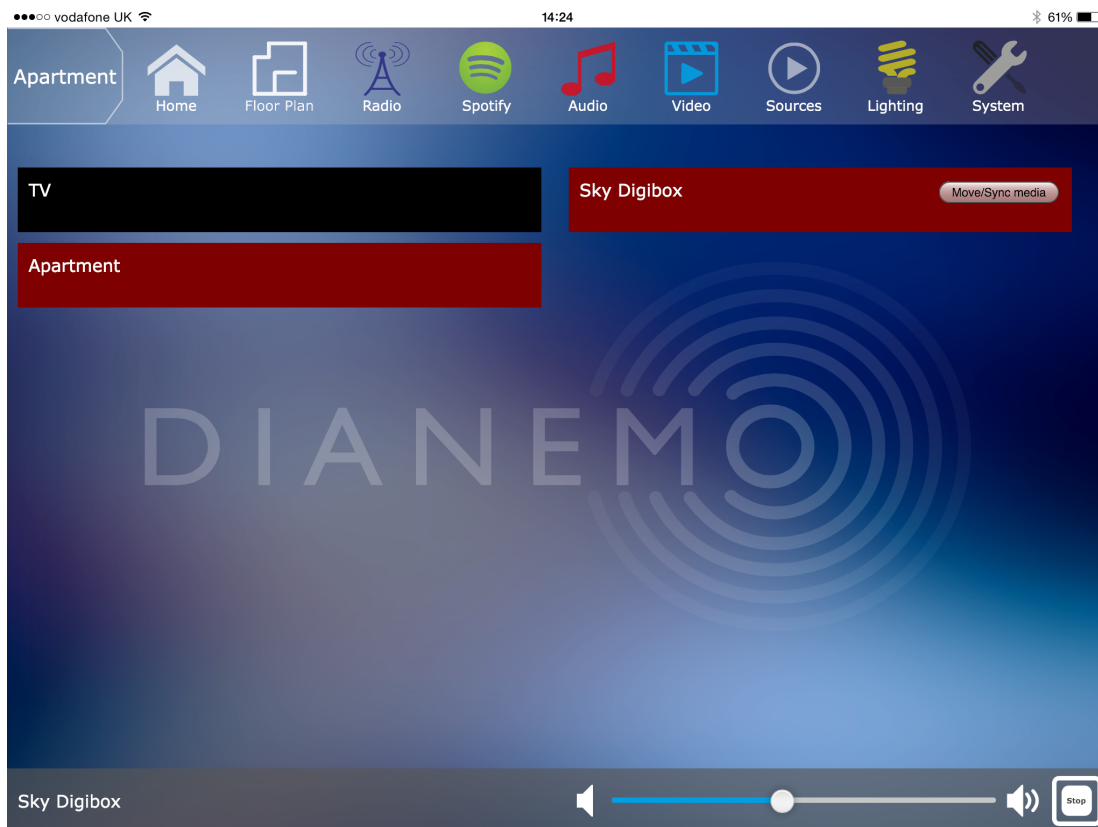 vodafone UK 14:24 61%
Apartment
Home Floor Plan Radio Spotify Audio Video Sources Lighting System
TV
Sky Digibox Move/Sync media
Apartment
DIANEMO
Sky Digibox Stop